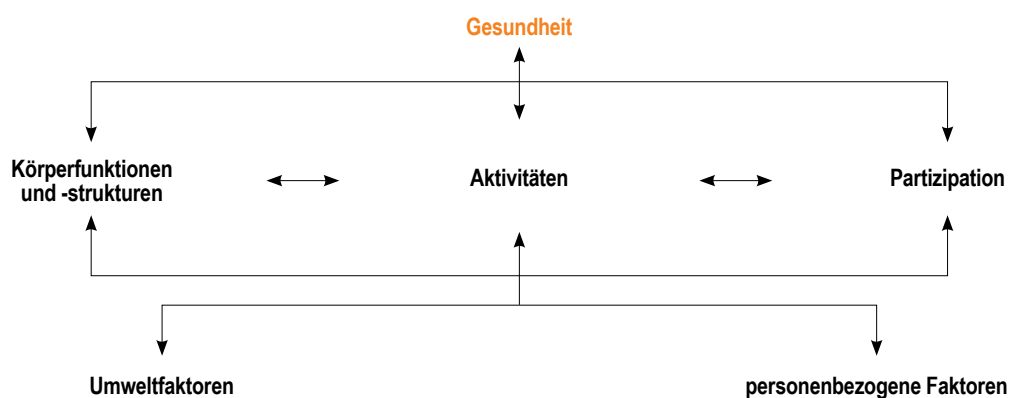 Gesundheit
Körperfunktionen
und -strukturen
Aktivitäten
Partizipation
Umweltfaktoren
personenbezogene Faktoren